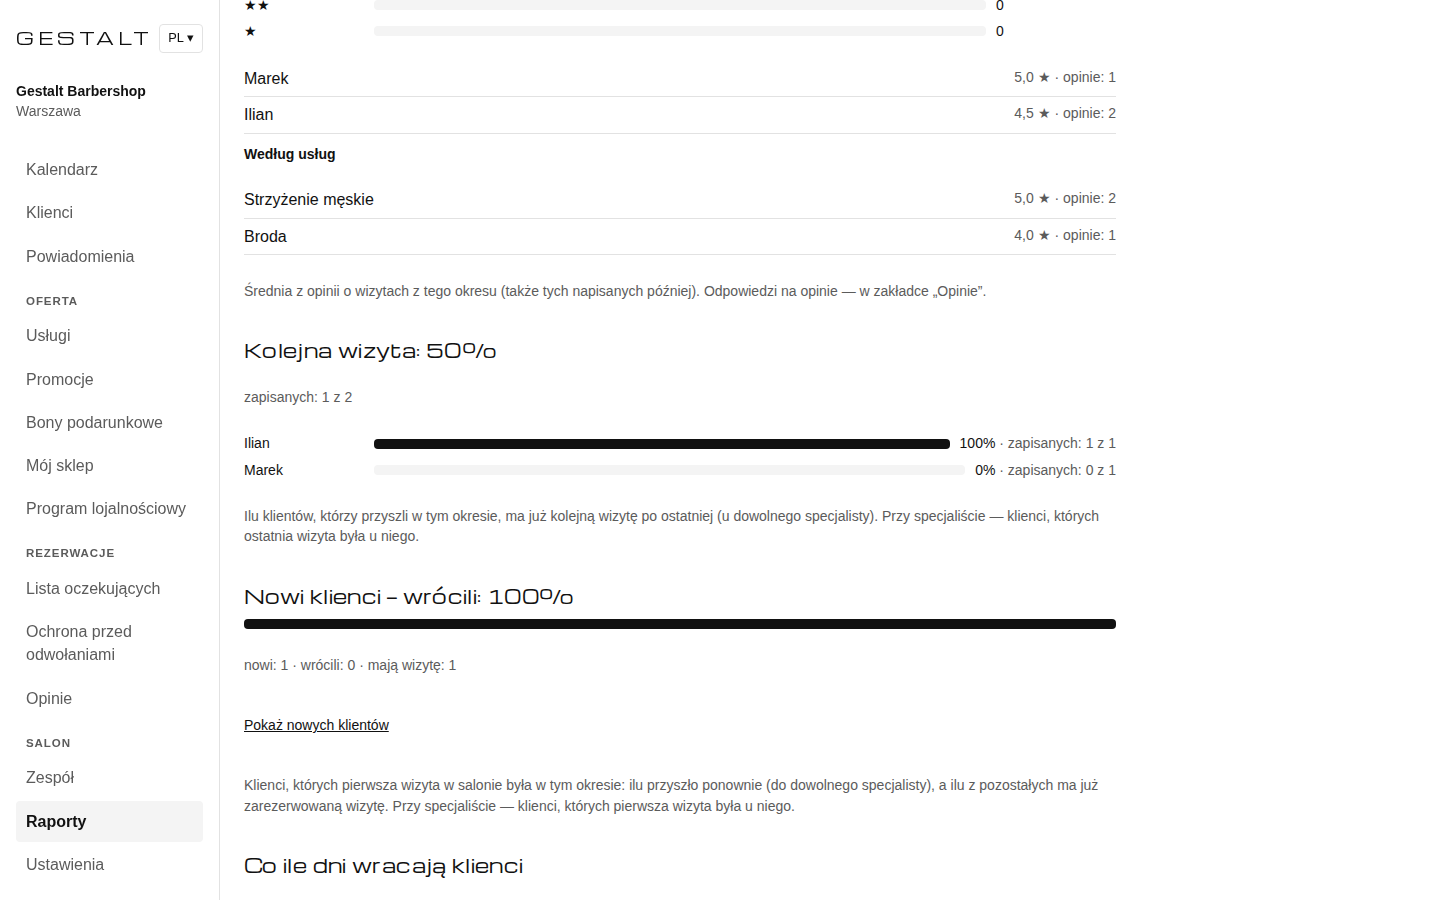 GESTALT
PL ▾
Gestalt Barbershop
Warszawa
Kalendarz
Klienci
Powiadomienia
OFERTA
Usługi
Promocje
Bony podarunkowe
Mój sklep
Program lojalnościowy
REZERWACJE
Lista oczekujących
Ochrona przed
odwołaniami
Opinie
SALON
Zespół
Raporty
Ustawienia
★★ 0
★ 0
Marek 5,0 ★ · opinie: 1
Ilian 4,5 ★ · opinie: 2
Według usług
Strzyżenie męskie 5,0 ★ · opinie: 2
Broda 4,0 ★ · opinie: 1
Średnia z opinii o wizytach z tego okresu (także tych napisanych później). Odpowiedzi na opinie — w zakładce „Opinie”.
Kolejna wizyta: 50%
zapisanych: 1 z 2
Ilian 100% · zapisanych: 1 z 1
Marek 0% · zapisanych: 0 z 1
Ilu klientów, którzy przyszli w tym okresie, ma już kolejną wizytę po ostatniej (u dowolnego specjalisty). Przy specjaliście — klienci, których
ostatnia wizyta była u niego.
Nowi klienci – wrócili: 100%
nowi: 1 · wrócili: 0 · mają wizytę: 1
Pokaż nowych klientów
Klienci, których pierwsza wizyta w salonie była w tym okresie: ilu przyszło ponownie (do dowolnego specjalisty), a ilu z pozostałych ma już
zarezerwowaną wizytę. Przy specjaliście — klienci, których pierwsza wizyta była u niego.
Co ile dni wracają klienci